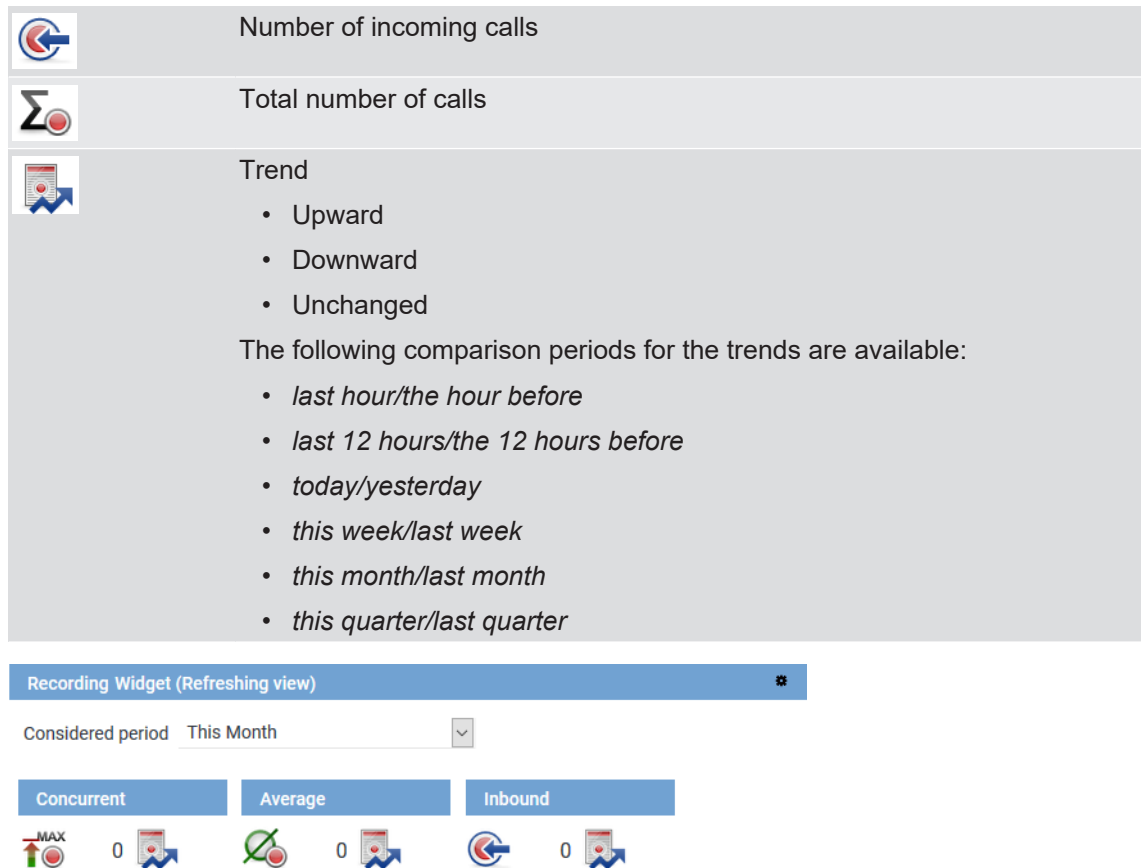 Number of incoming calls
Σ
Total number of calls
Trend
• Upward
• Downward
• Unchanged
The following comparison periods for the trends are available:
• last hour/the hour before
• last 12 hours/the 12 hours before
• today/yesterday
• this week/last week
• this month/last month
• this quarter/last quarter
Recording Widget (Refreshing view)
Considered period This Month
Concurrent Average Inbound
MAX 0 0 0